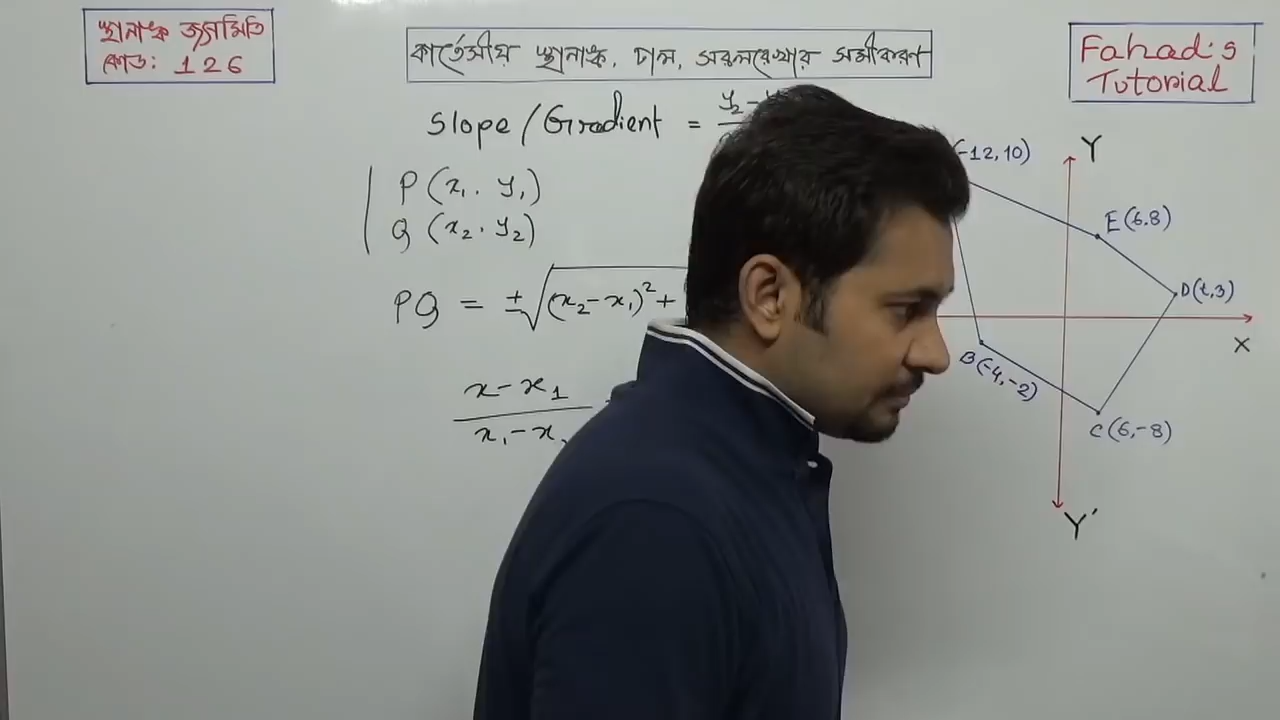 স্থানাঙ্ক জ্যামিতি
কোড: 126
কার্তেসীয় স্থানাঙ্ক, ঢাল, সরলরেখার সমীকরণ
Fahad's
Tutorial
Slope / Gradient = y₂ -
P (x₁, y₁)
Q (x₂, y₂)
PQ = ±√(x₂-x₁)² +
x - x₁
x₁ - x
(-12, 10)
Y
E (6.8)
D (t, 3)
X
B (-4, -2)
C (6, -8)
Y′